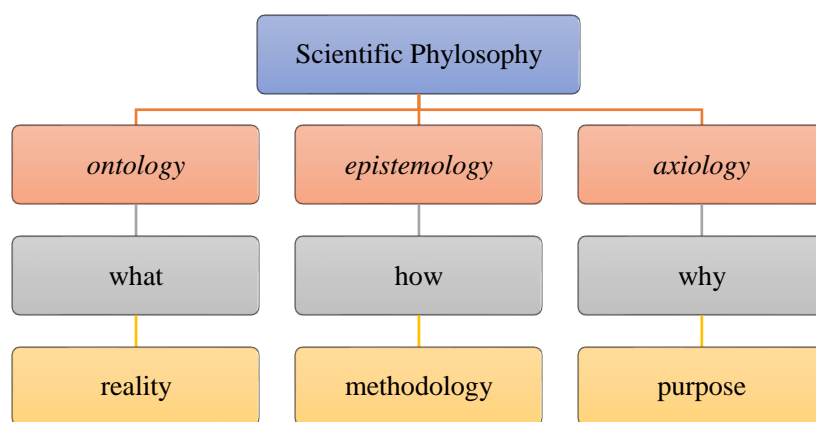 Scientific Phylosophy
ontology
epistemology
axiology
what
how
why
reality
methodology
purpose